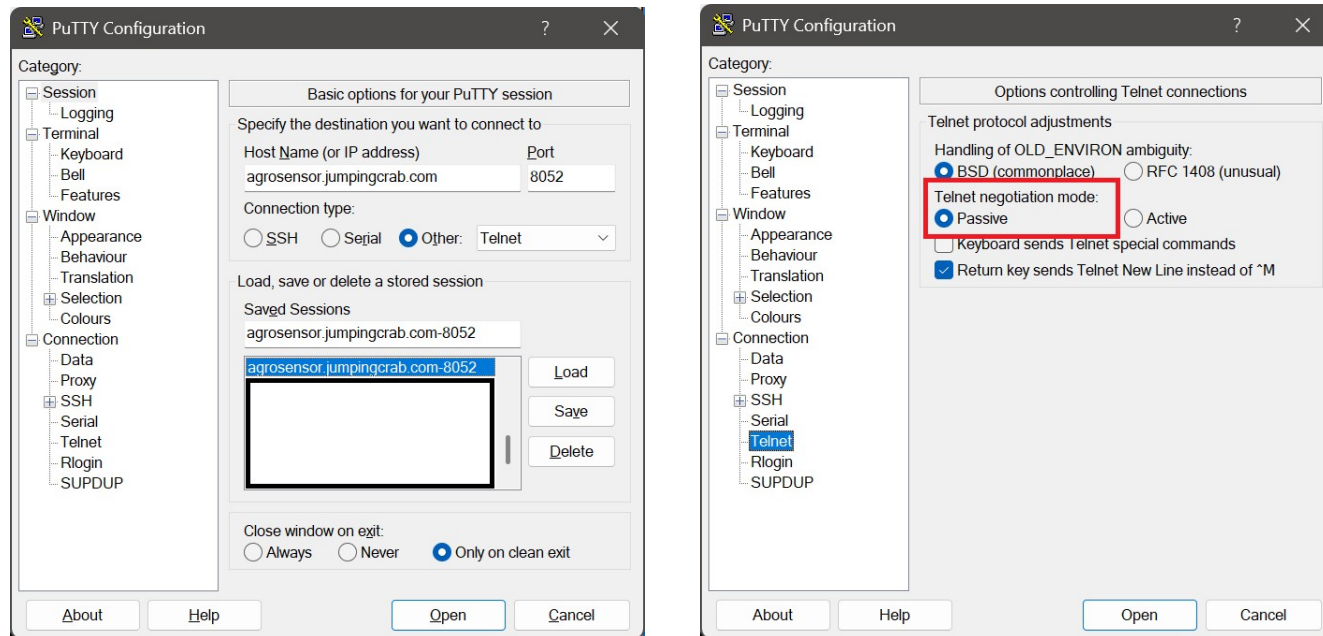 PuTTY Configuration
?
Category:
Session
Logging
Terminal
Keyboard
Bell
Features
Window
Appearance
Behaviour
Translation
Selection
Colours
Connection
Data
Proxy
SSH
Serial
Telnet
Rlogin
SUPDUP
Basic options for your PuTTY session
Specify the destination you want to connect to
Host Name (or IP address) Port
agrosensor.jumpingcrab.com 8052
Connection type:
SSH Serial Other: Telnet
Load, save or delete a stored session
Saved Sessions
agrosensor.jumpingcrab.com-8052
agrosensor.jumpingcrab.com-8052
Load
Save
Delete
Close window on exit:
Always Never Only on clean exit
About Help Open Cancel
PuTTY Configuration
?
Category:
Session
Logging
Terminal
Keyboard
Bell
Features
Window
Appearance
Behaviour
Translation
Selection
Colours
Connection
Data
Proxy
SSH
Serial
Telnet
Rlogin
SUPDUP
Options controlling Telnet connections
Telnet protocol adjustments
Handling of OLD_ENVIRON ambiguity:
BSD (commonplace) RFC 1408 (unusual)
Telnet negotiation mode:
Passive Active
Keyboard sends Telnet special commands
Return key sends Telnet New Line instead of ^M
About Help Open Cancel